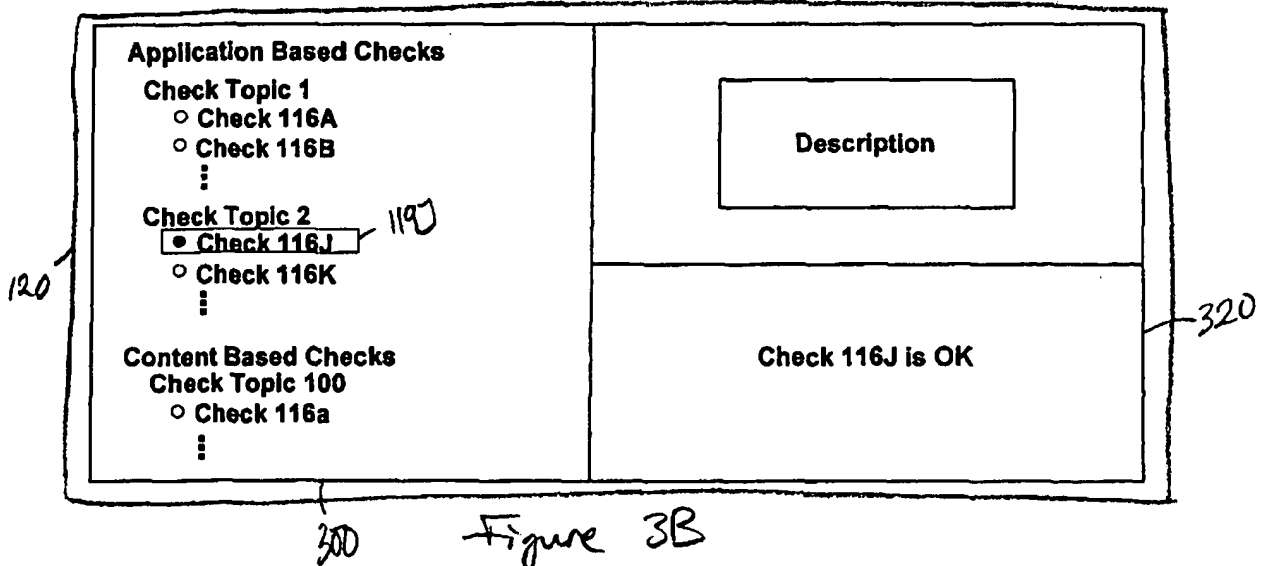 Application Based Checks
Check Topic 1
Check 116A
Check 116B
Check Topic 2
Check 116J
119J
Check 116K
Content Based Checks
Check Topic 100
Check 116a
Description
Check 116J is OK
120
320
300
Figure 3B